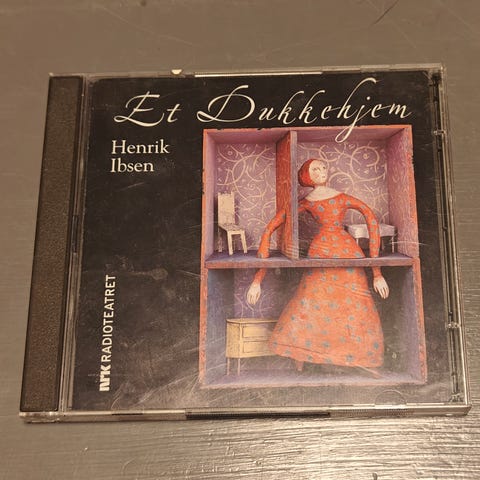 Et Dukkehjem
Henrik
Ibsen
NRK RADIOTEATRET